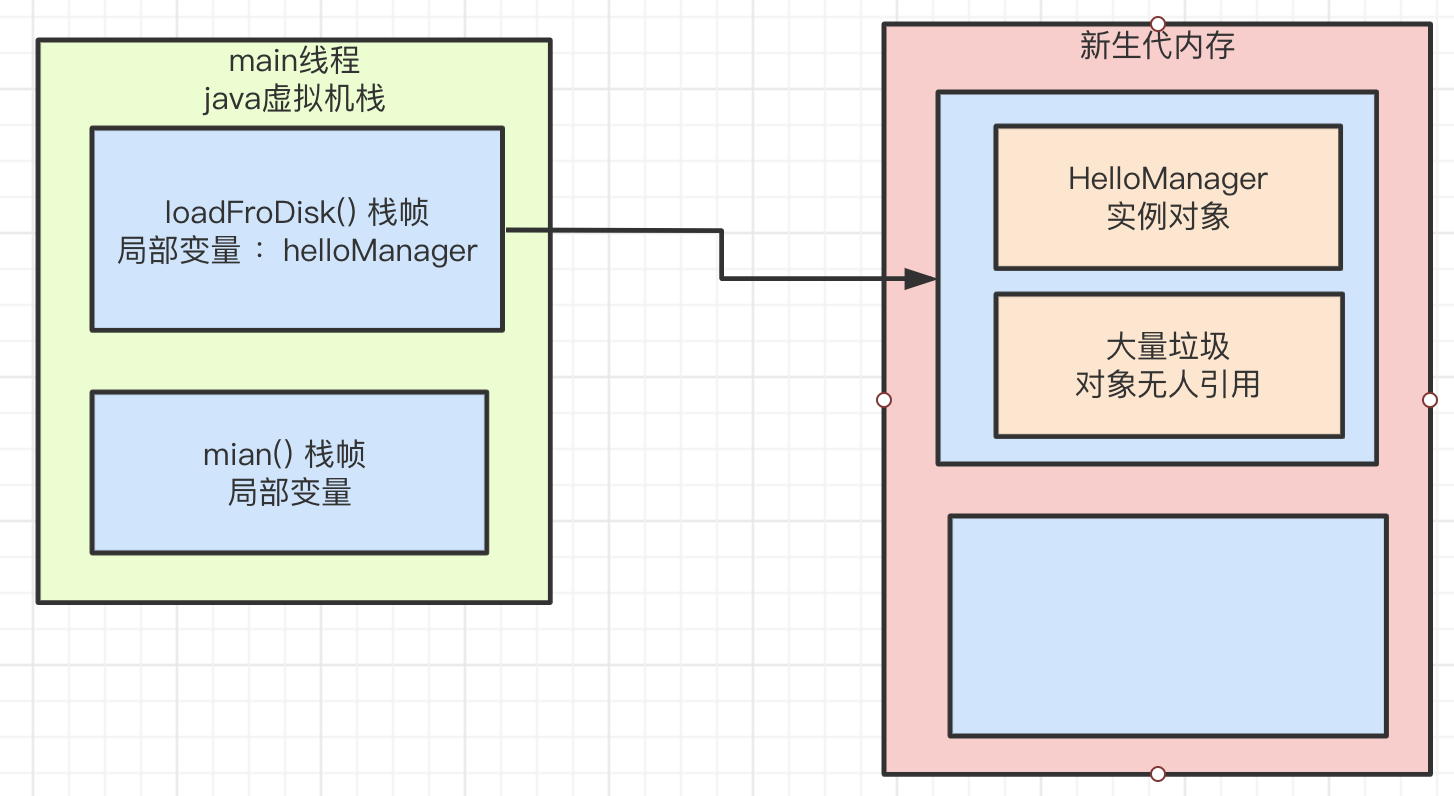 main线程
java虚拟机栈
loadFroDisk() 栈帧
局部变量： helloManager
mian() 栈帧
局部变量
新生代内存
HelloManager
实例对象
大量垃圾
对象无人引用